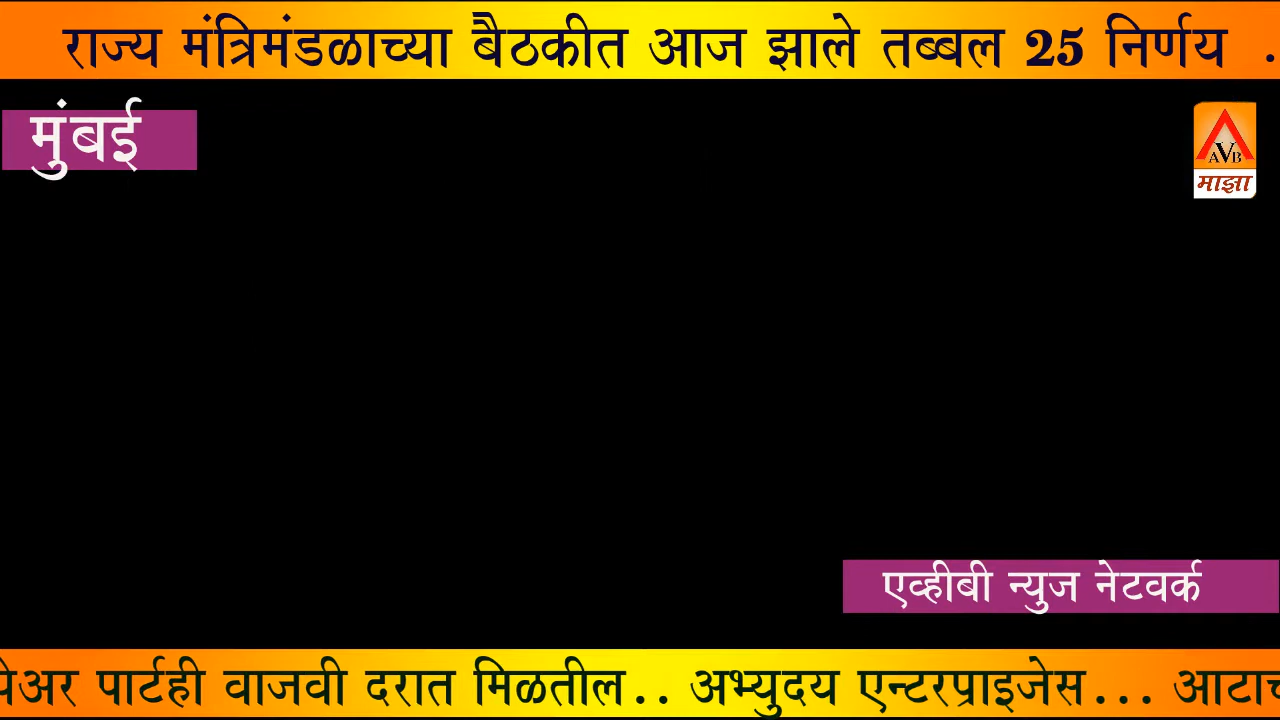 राज्य मंत्रिमंडळाच्या बैठकीत आज झाले तब्बल 25 निर्णय .
मुंबई
AVB
माझा
एव्हीबी न्युज नेटवर्क
पार्टही वाजवी दरात मिळतील.. अभ्युदय एन्टरप्राइजेस...